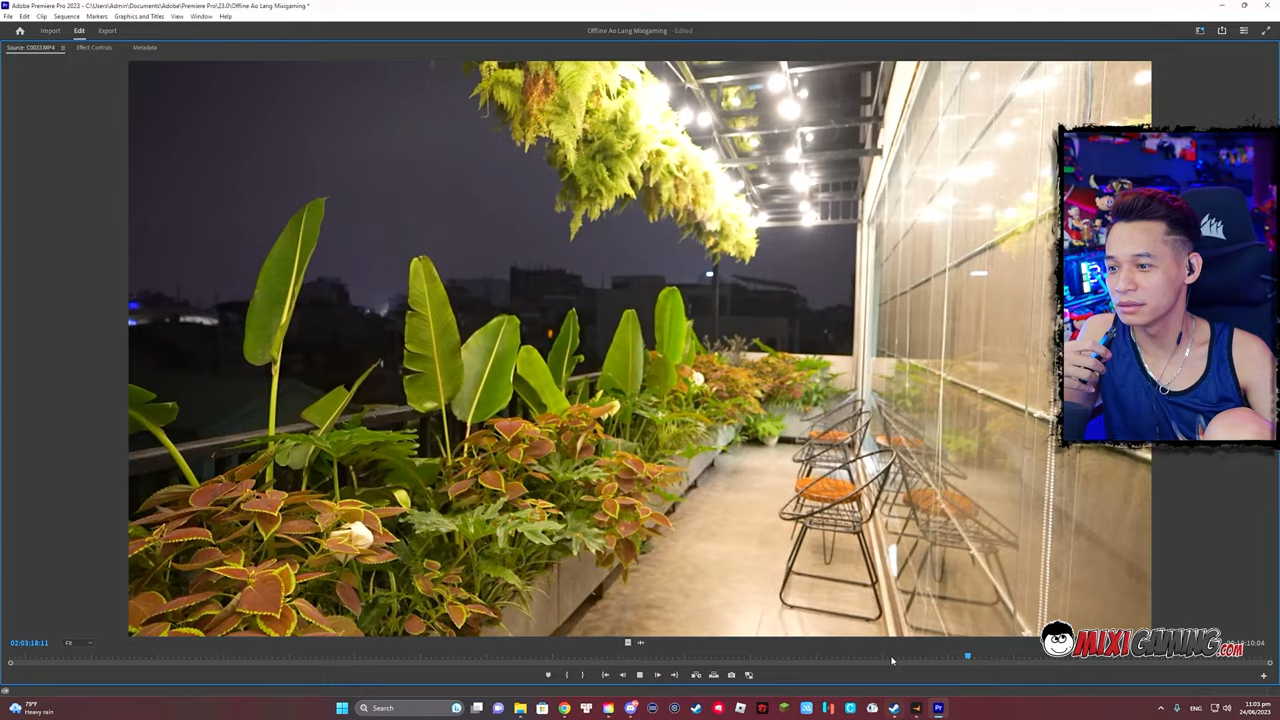 Adobe Premiere Pro 2023 - C:\Users\Admin\Documents\Adobe\Premiere Pro\23.0\Offline Ao Lang Mixigaming *
File Edit Clip Sequence Markers Graphics and Titles View Window Help
Import Edit Export Offline Ao Lang Mixigaming - Edited
Source: C0033.MP4 Effect Controls Metadata
MIXIGAMING.com
02:03:18:11 Fit
79°F
Heavy rain
Search
ENG
11:03 PM
24/06/2023